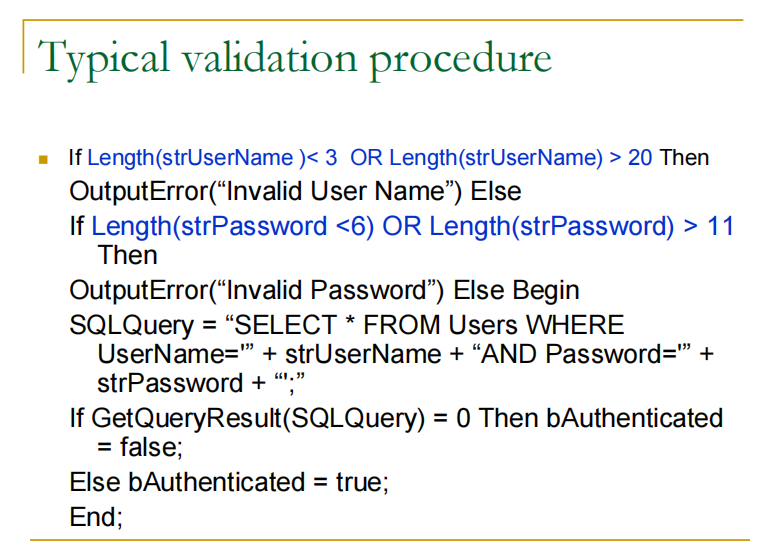 Typical validation procedure
If Length(strUserName )< 3  OR Length(strUserName) > 20 Then
OutputError(“Invalid User Name”) Else
If Length(strPassword <6) OR Length(strPassword) > 11
Then
OutputError(“Invalid Password”) Else Begin
SQLQuery = “SELECT * FROM Users WHERE
UserName='” + strUserName + “AND Password='” +
strPassword + “';”
If GetQueryResult(SQLQuery) = 0 Then bAuthenticated
= false;
Else bAuthenticated = true;
End;